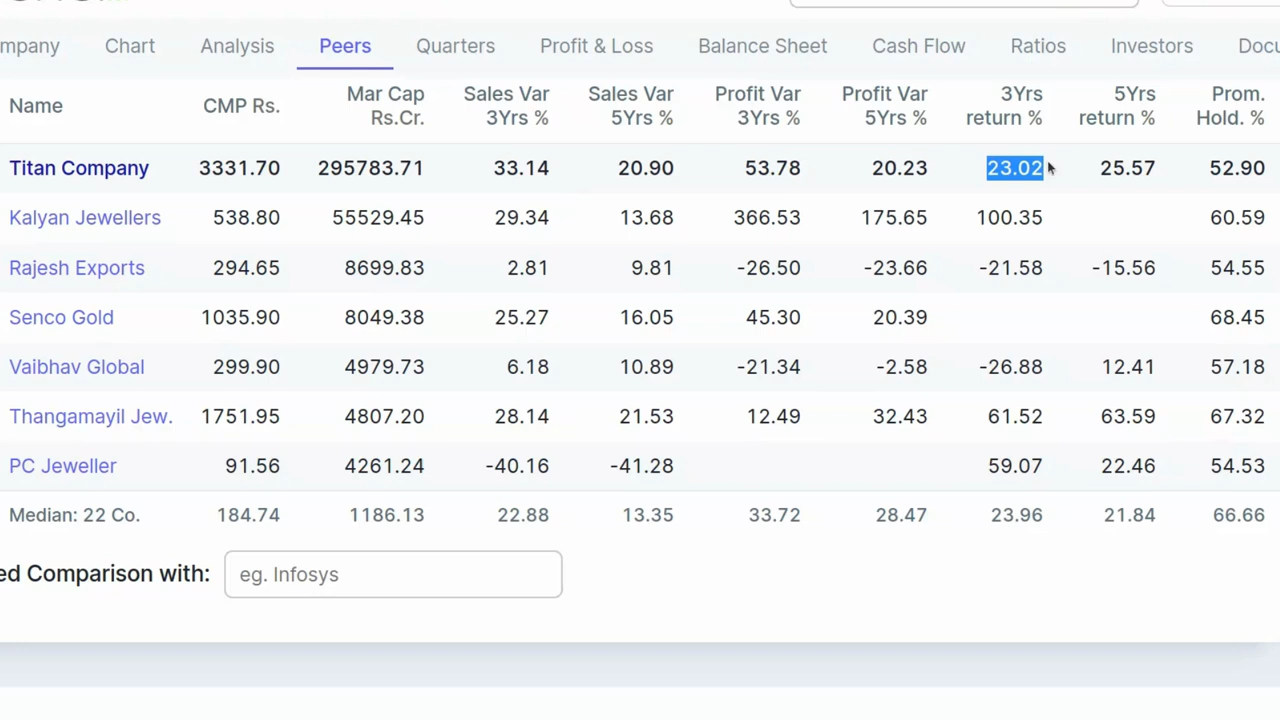 mpany Chart Analysis Peers Quarters Profit & Loss Balance Sheet Cash Flow Ratios Investors Docu
Name CMP Rs. Mar Cap Rs.Cr. Sales Var 3Yrs % Sales Var 5Yrs % Profit Var 3Yrs % Profit Var 5Yrs % 3Yrs return % 5Yrs return % Prom. Hold. %
Titan Company 3331.70 295783.71 33.14 20.90 53.78 20.23 23.02 25.57 52.90
Kalyan Jewellers 538.80 55529.45 29.34 13.68 366.53 175.65 100.35 60.59
Rajesh Exports 294.65 8699.83 2.81 9.81 -26.50 -23.66 -21.58 -15.56 54.55
Senco Gold 1035.90 8049.38 25.27 16.05 45.30 20.39 68.45
Vaibhav Global 299.90 4979.73 6.18 10.89 -21.34 -2.58 -26.88 12.41 57.18
Thangamayil Jew. 1751.95 4807.20 28.14 21.53 12.49 32.43 61.52 63.59 67.32
PC Jeweller 91.56 4261.24 -40.16 -41.28 59.07 22.46 54.53
Median: 22 Co. 184.74 1186.13 22.88 13.35 33.72 28.47 23.96 21.84 66.66
ed Comparison with: eg. Infosys